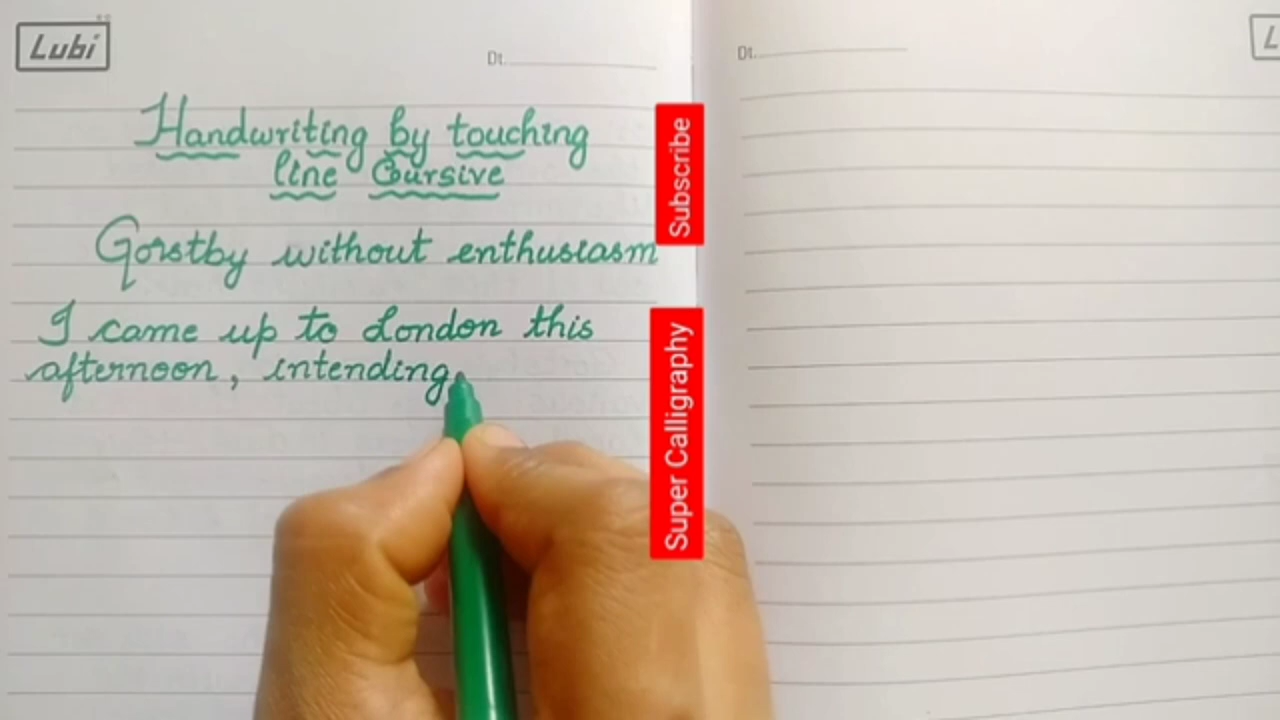 Lubi
Dt.
Handwriting by touching
line Coursive
Gorstby without enthusiasm
I came up to London this
afternoon, intending
Subscribe
Super Calligraphy
Dt.
L